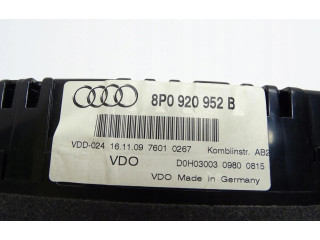 8P0 920 952 B
VDD-024 16.11.09 7601 0267 Kombiinstr. AB2
VDO D0H03003 0980 0815
VDO Made in Germany